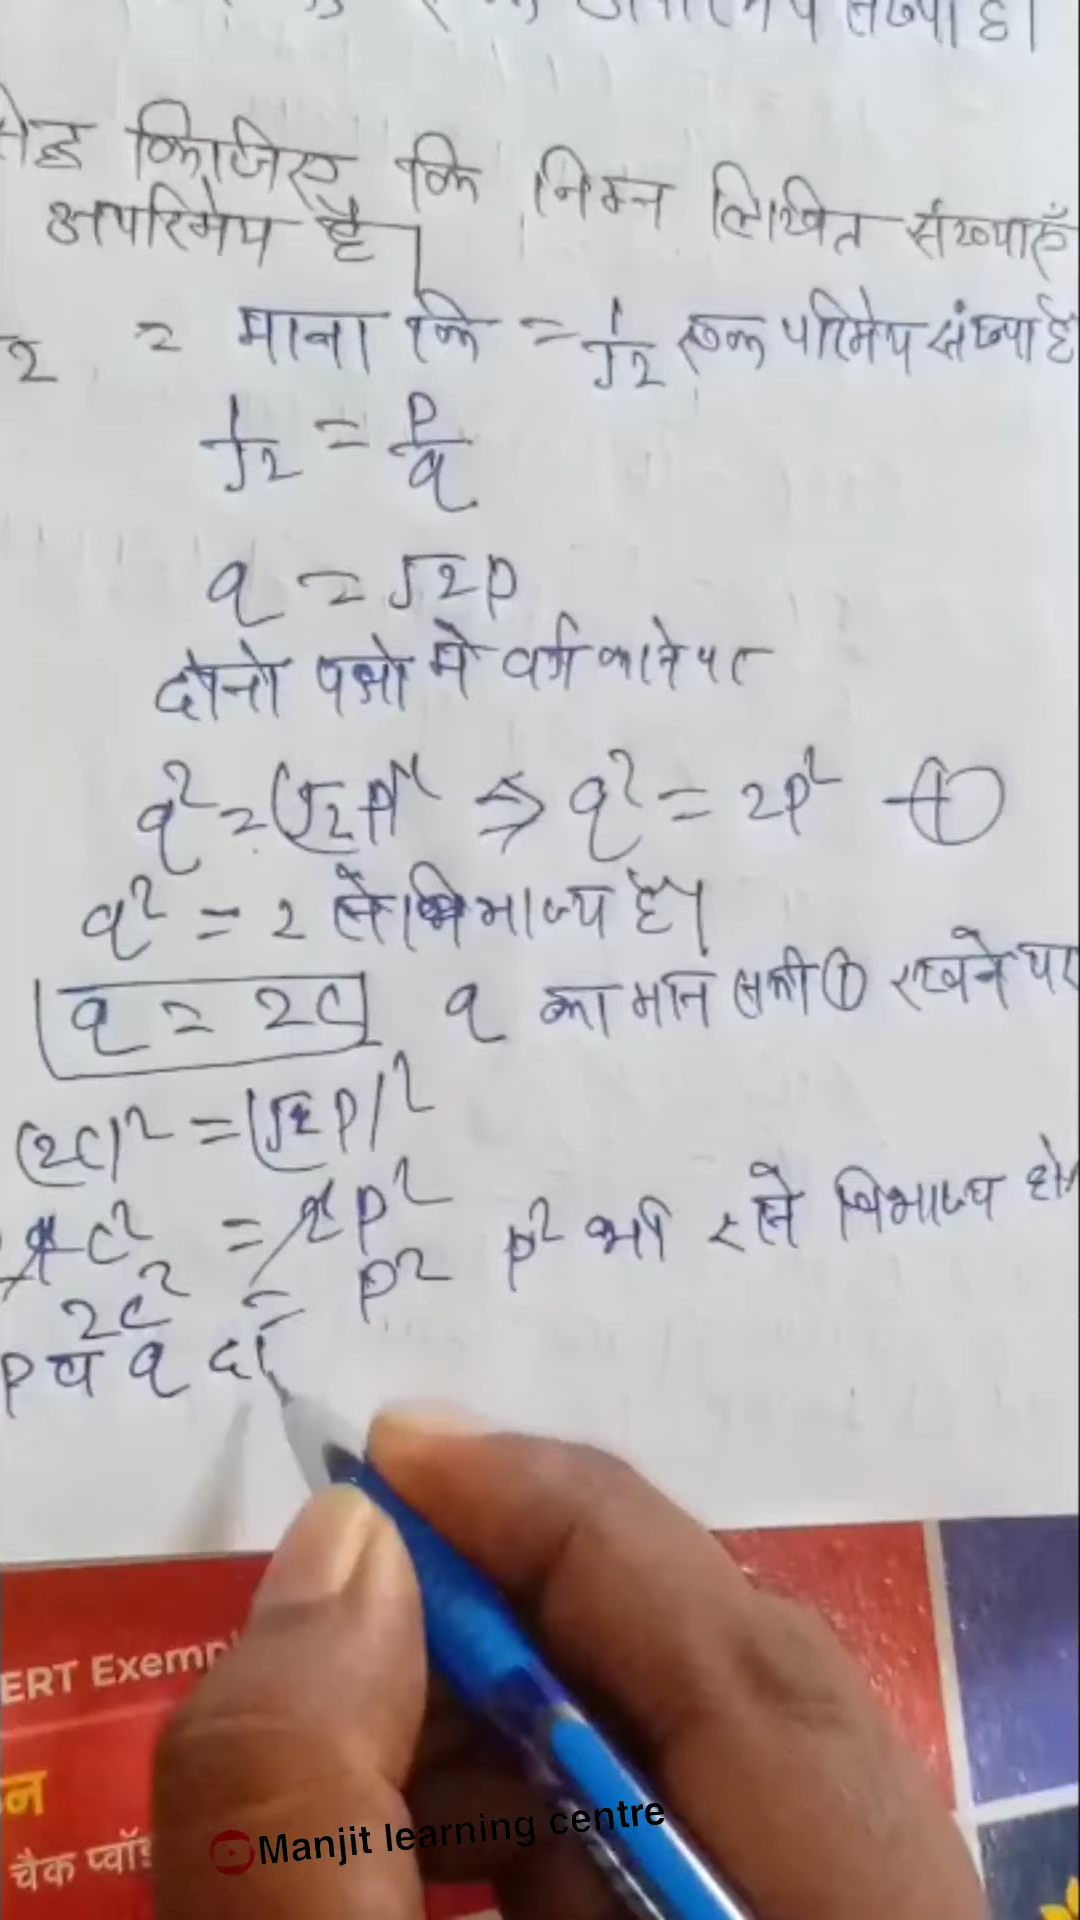 संख्या है।
कीजिए कि निम्न लिखित संख्याएँ
अपरिमेय है।
2 = माना कि = 1/√2 एक परिमेय संख्या है
1/√2 = p/q
q = √2p
दोनो पक्षो मे वर्ग करने पर
q² = (√2p)² ⇒ q² = 2p² ①
q² = 2 से विभाज्य है।
q = 2c q का मान समी ① रखने पर
(2c)² = (√2p)²
4c² = 2p² p² भी 2 से विभाज्य हो
2c² = p²
p व q दो
ERT Exemp
न
चैक प्वॉइ
Manjit learning centre